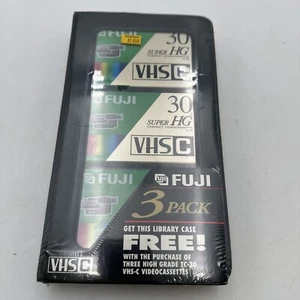 30
SUPER HG
VHS C
FUJI
30
SUPER HG
VHS C
FUJI
FUJI
3 PACK
GET THIS LIBRARY CASE
FREE!
WITH THE PURCHASE OF
THREE HIGH GRADE TC-30
VHS-C VIDEOCASSETTES
VHS C